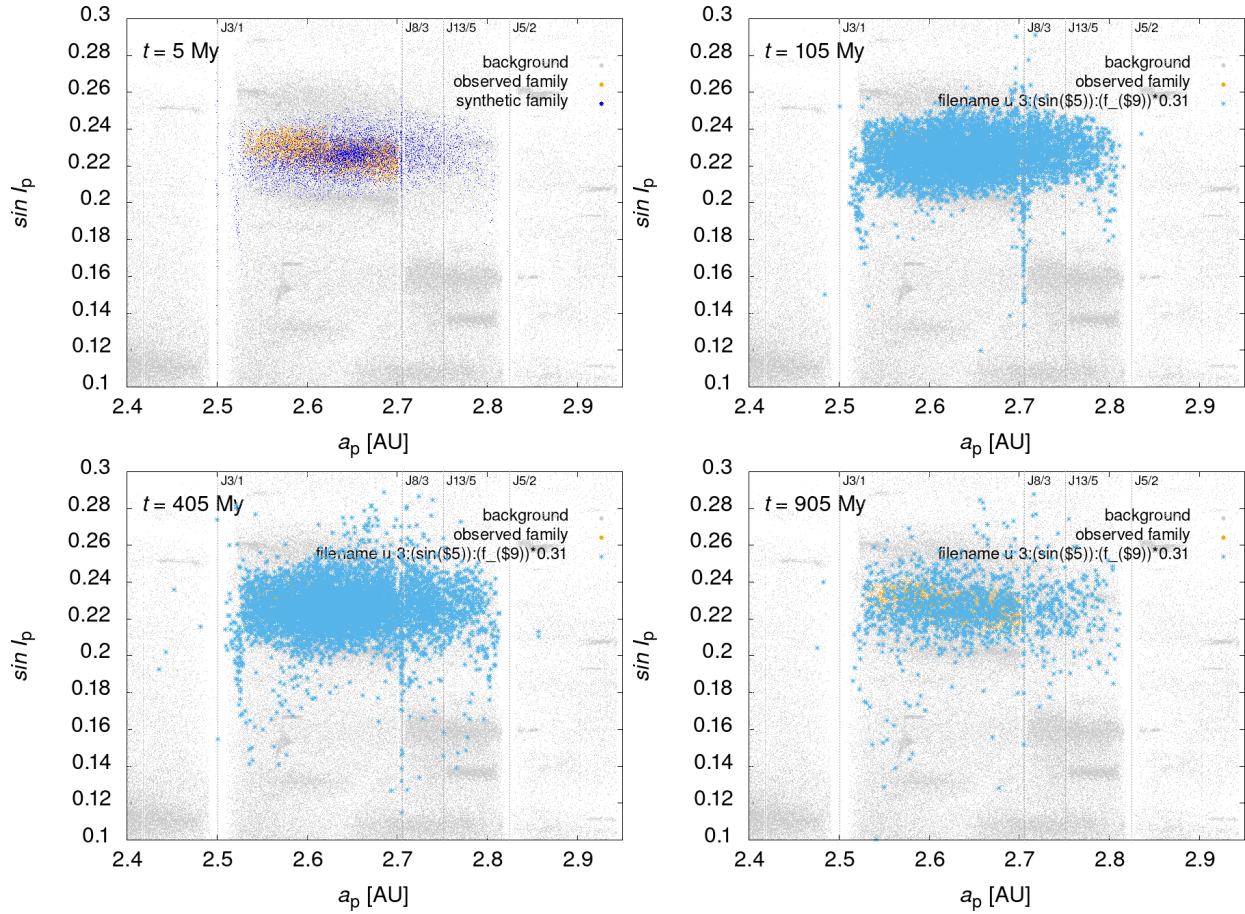 0.3
J3/1 J8/3 J13/5 J5/2
t = 5 My
0.28
background
observed family
0.26
synthetic family
0.24
sin Ip
0.22
0.2
0.18
0.16
0.14
0.12
0.1
2.4 2.5 2.6 2.7 2.8 2.9
ap [AU]
0.3
J3/1 J8/3 J13/5 J5/2
t = 105 My
0.28
background
observed family
0.26
filename u 3:(sin($5)):(f_($9))*0.31
0.24
sin Ip
0.22
0.2
0.18
0.16
0.14
0.12
0.1
2.4 2.5 2.6 2.7 2.8 2.9
ap [AU]
0.3
J3/1 J8/3 J13/5 J5/2
t = 405 My
0.28
background
observed family
0.26
filename u 3:(sin($5)):(f_($9))*0.31
0.24
sin Ip
0.22
0.2
0.18
0.16
0.14
0.12
0.1
2.4 2.5 2.6 2.7 2.8 2.9
ap [AU]
0.3
J3/1 J8/3 J13/5 J5/2
t = 905 My
0.28
background
observed family
0.26
filename u 3:(sin($5)):(f_($9))*0.31
0.24
sin Ip
0.22
0.2
0.18
0.16
0.14
0.12
0.1
2.4 2.5 2.6 2.7 2.8 2.9
ap [AU]